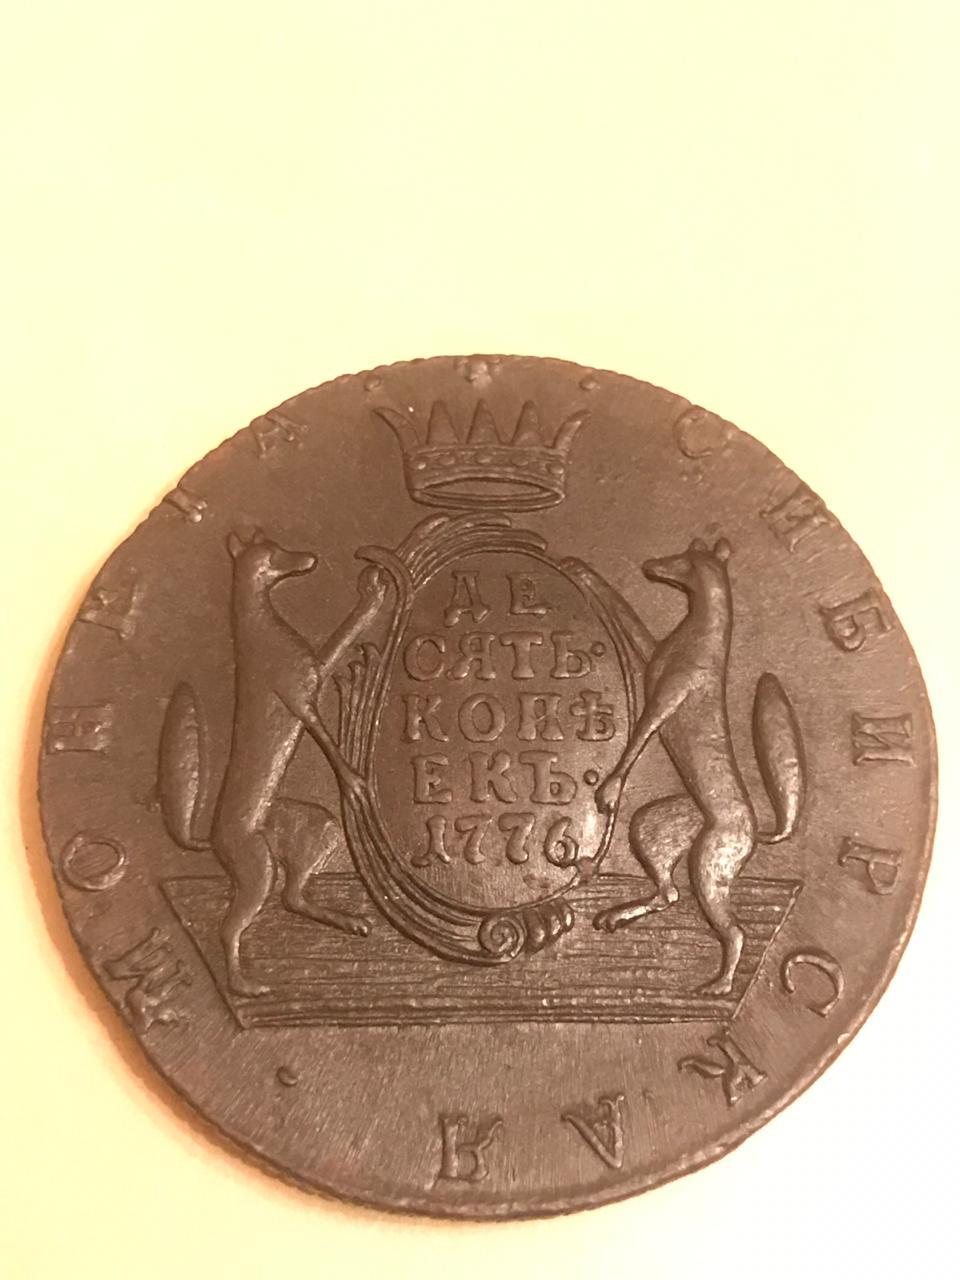 СИБИРСКАЯ · МОНЕТА
ДЕ
СЯТЬ·
КОПѢ
ЕКЪ·
1776